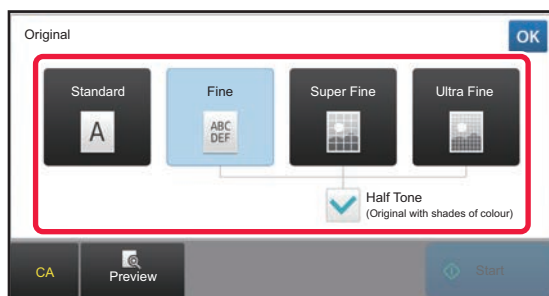 Original
OK
Standard
Fine
Super Fine
Ultra Fine
A
ABC
DEF
Half Tone
(Original with shades of colour)
CA
Preview
Start